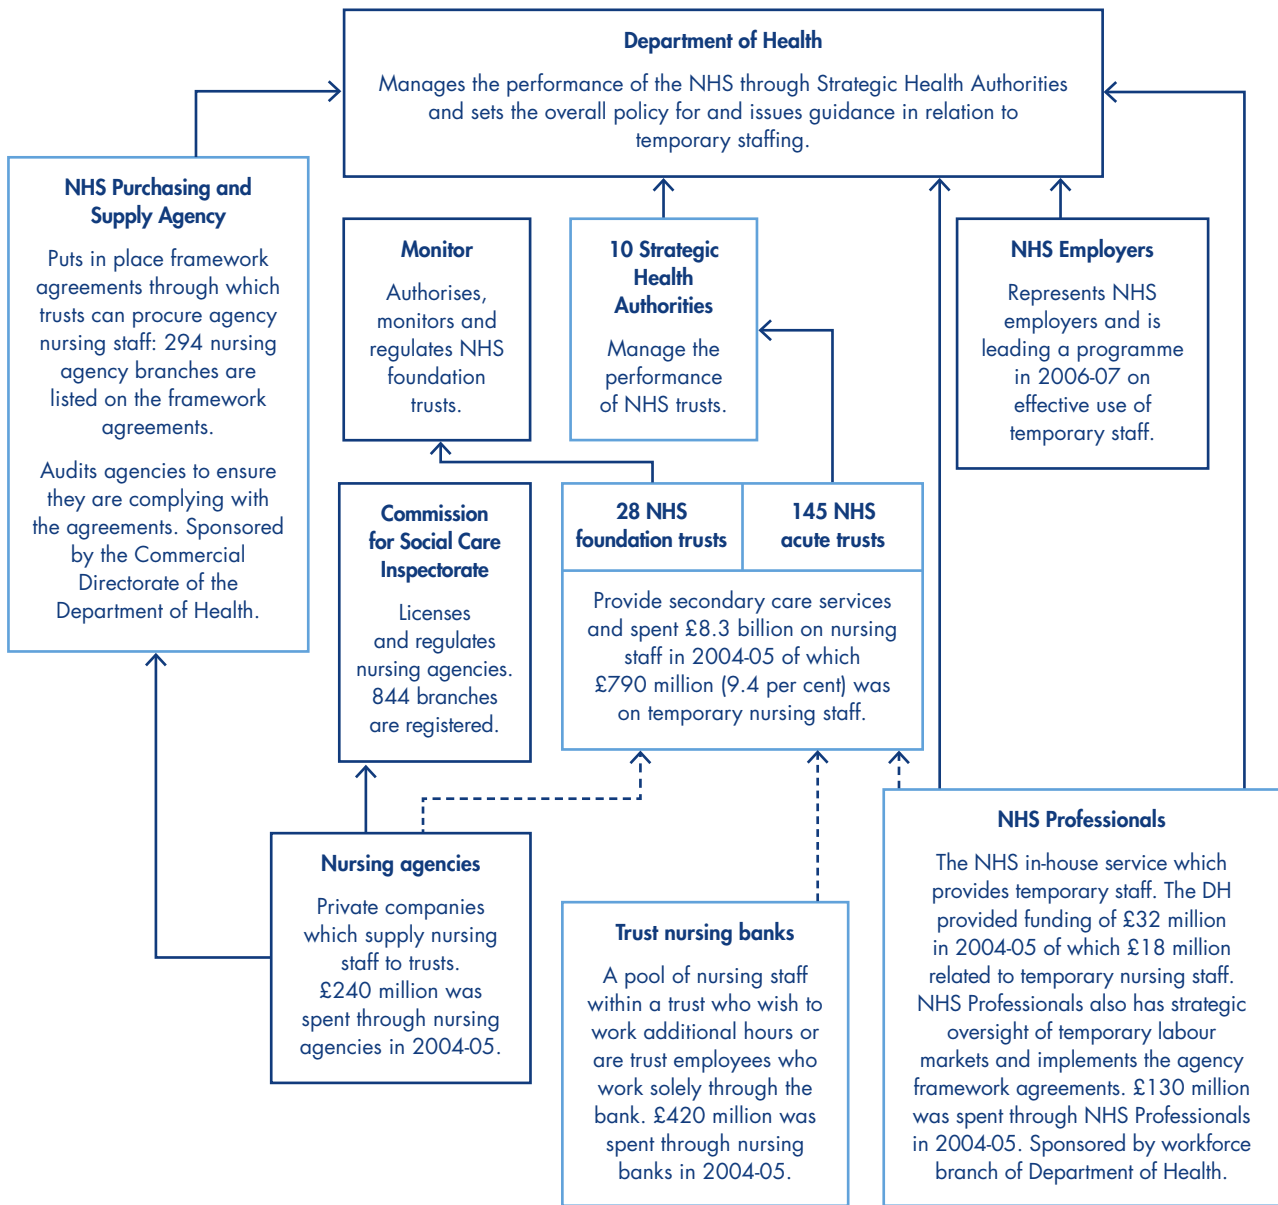 Department of Health
Manages the performance of the NHS through Strategic Health Authorities
and sets the overall policy for and issues guidance in relation to
temporary staffing.
NHS Purchasing and
Supply Agency
Puts in place framework
agreements through which
trusts can procure agency
nursing staff: 294 nursing
agency branches are
listed on the framework
agreements.
Audits agencies to ensure
they are complying with
the agreements. Sponsored
by the Commercial
Directorate of the
Department of Health.
Monitor
Authorises,
monitors and
regulates NHS
foundation
trusts.
10 Strategic
Health
Authorities
Manage the
performance
of NHS trusts.
NHS Employers
Represents NHS
employers and is
leading a programme
in 2006-07 on
effective use of
temporary staff.
Commission
for Social Care
Inspectorate
Licenses
and regulates
nursing agencies.
844 branches
are registered.
28 NHS
foundation trusts
145 NHS
acute trusts
Provide secondary care services
and spent £8.3 billion on nursing
staff in 2004-05 of which
£790 million (9.4 per cent) was
on temporary nursing staff.
Nursing agencies
Private companies
which supply nursing
staff to trusts.
£240 million was
spent through nursing
agencies in 2004-05.
Trust nursing banks
A pool of nursing staff
within a trust who wish to
work additional hours or
are trust employees who
work solely through the
bank. £420 million was
spent through nursing
banks in 2004-05.
NHS Professionals
The NHS in-house service which
provides temporary staff. The DH
provided funding of £32 million
in 2004-05 of which £18 million
related to temporary nursing staff.
NHS Professionals also has strategic
oversight of temporary labour
markets and implements the agency
framework agreements. £130 million
was spent through NHS Professionals
in 2004-05. Sponsored by workforce
branch of Department of Health.